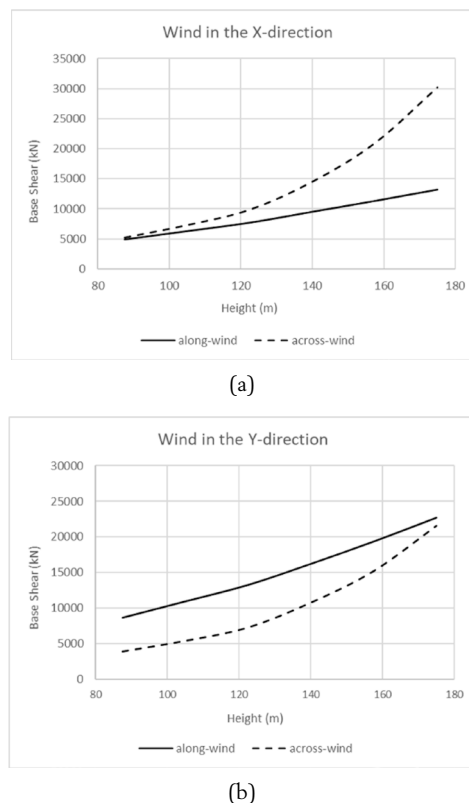 Wind in the X-direction
35000
30000
25000
20000
15000
10000
5000
0
Base Shear (kN)
80 100 120 140 160 180
Height (m)
along-wind across-wind
(a)
Wind in the Y-direction
30000
25000
20000
15000
10000
5000
0
Base Shear (kN)
80 100 120 140 160 180
Height (m)
along-wind across-wind
(b)